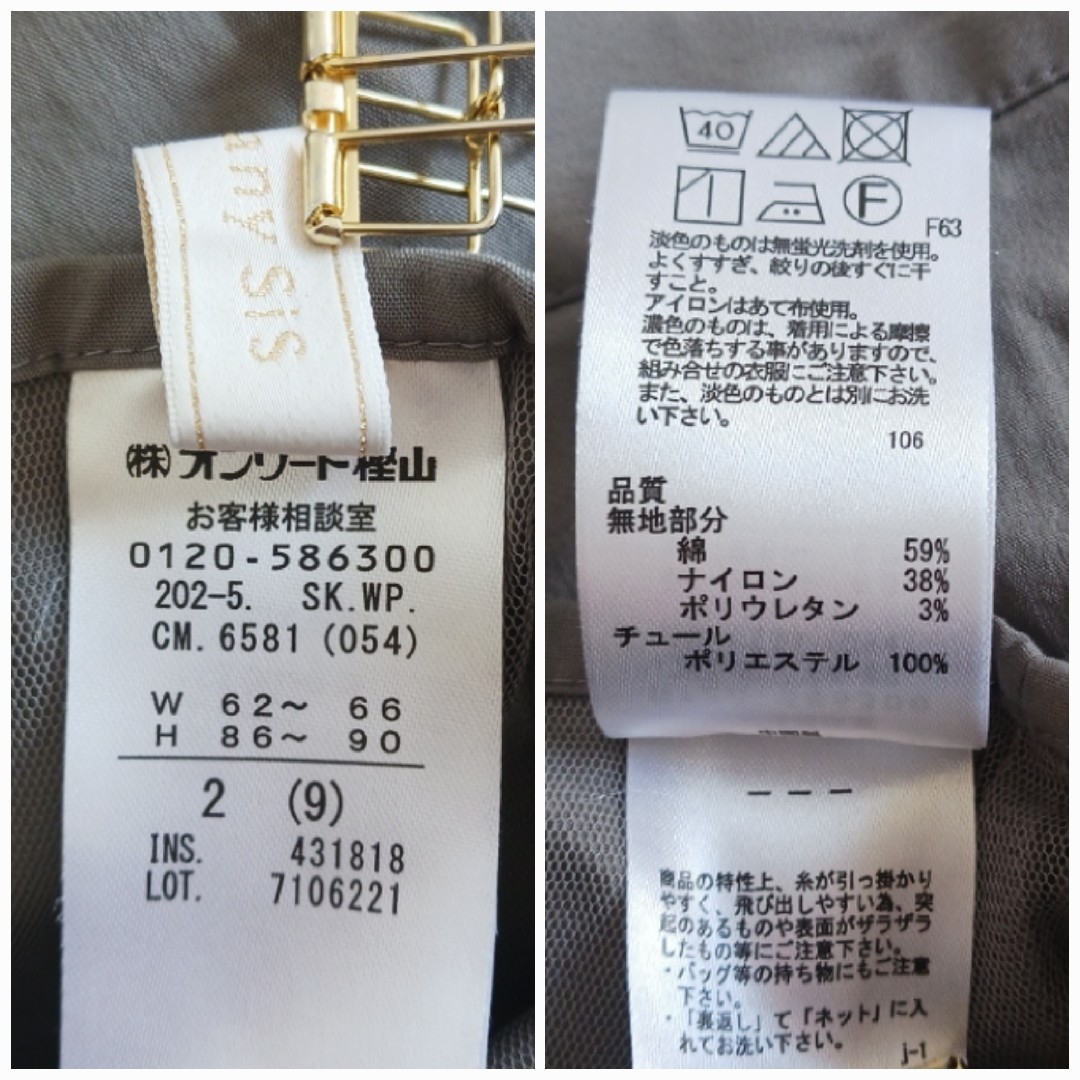 SiS
(株)オンワード樫山
お客様相談室
0120-586300
202-5. SK.WP.
CM.6581 (054)
W 62〜 66
H 86〜 90
2 (9)
INS. 431818
LOT. 7106221
40
F
F63
淡色のものは無蛍光洗剤を使用。
よくすすぎ、絞りの後すぐに干
すこと。
アイロンはあて布使用。
濃色のものは、着用による摩擦
で色落ちする事がありますので、
組み合せの衣服にご注意下さい。
また、淡色のものとは別にお洗
い下さい。
106
品質
無地部分
綿 59%
ナイロン 38%
ポリウレタン 3%
チュール
ポリエステル 100%
---
商品の特性上、糸が引っ掛かり
やすく、飛び出しやすい為、突
起のあるものや表面がザラザラ
したもの等にご注意下さい。
・バッグ等の持ち物にもご注意
下さい。
・「裏返し」て「ネット」に入
れてお洗い下さい。
j-1